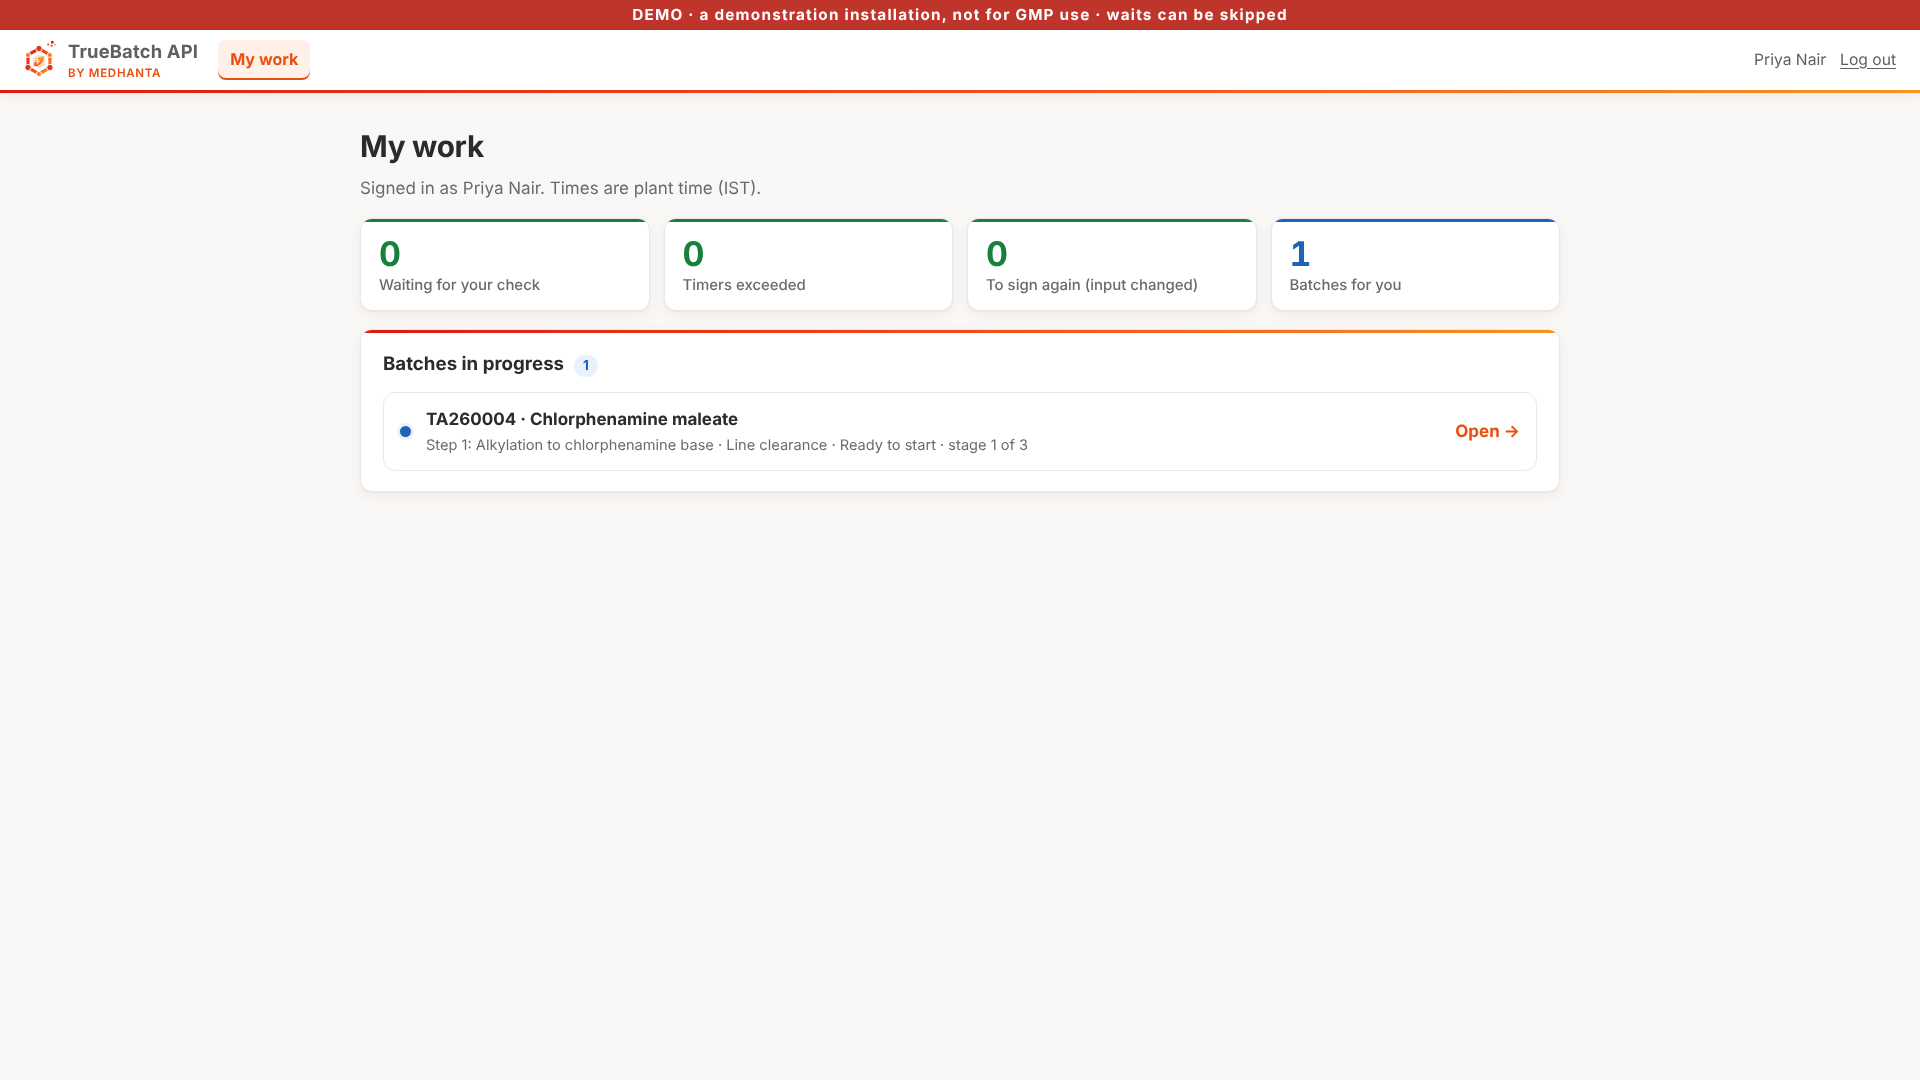 DEMO · a demonstration installation, not for GMP use · waits can be skipped
TrueBatch API
BY MEDHANTA
My work
Priya Nair
Log out
My work
Signed in as Priya Nair. Times are plant time (IST).
0
Waiting for your check
0
Timers exceeded
0
To sign again (input changed)
1
Batches for you
Batches in progress 1
TA260004 · Chlorphenamine maleate
Step 1: Alkylation to chlorphenamine base · Line clearance · Ready to start · stage 1 of 3
Open →